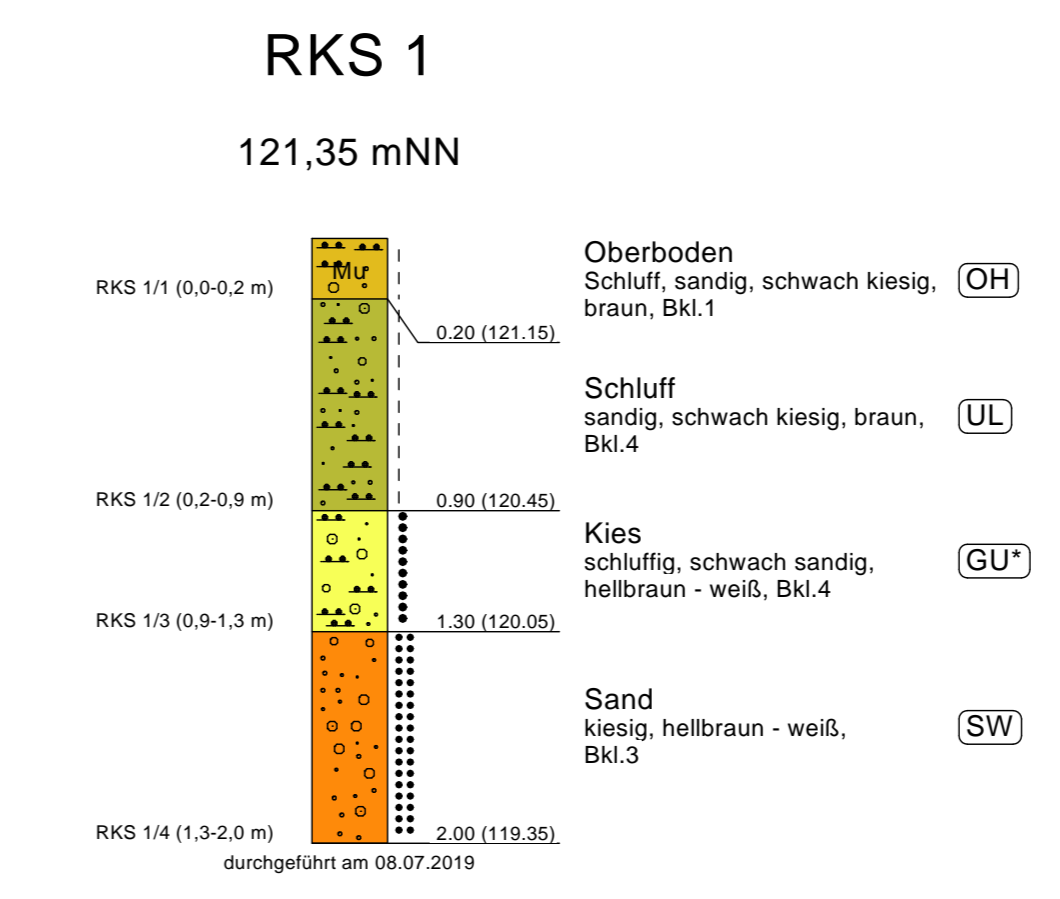 RKS 1
121,35 mNN
Mu
RKS 1/1 (0,0-0,2 m)
0.20 (121.15)
Oberboden
Schluff, sandig, schwach kiesig,
braun, Bkl.1
OH
Schluff
sandig, schwach kiesig, braun,
Bkl.4
UL
RKS 1/2 (0,2-0,9 m)
0.90 (120.45)
Kies
schluffig, schwach sandig,
hellbraun - weiß, Bkl.4
GU*
RKS 1/3 (0,9-1,3 m)
1.30 (120.05)
Sand
kiesig, hellbraun - weiß,
Bkl.3
SW
RKS 1/4 (1,3-2,0 m)
2.00 (119.35)
durchgeführt am 08.07.2019